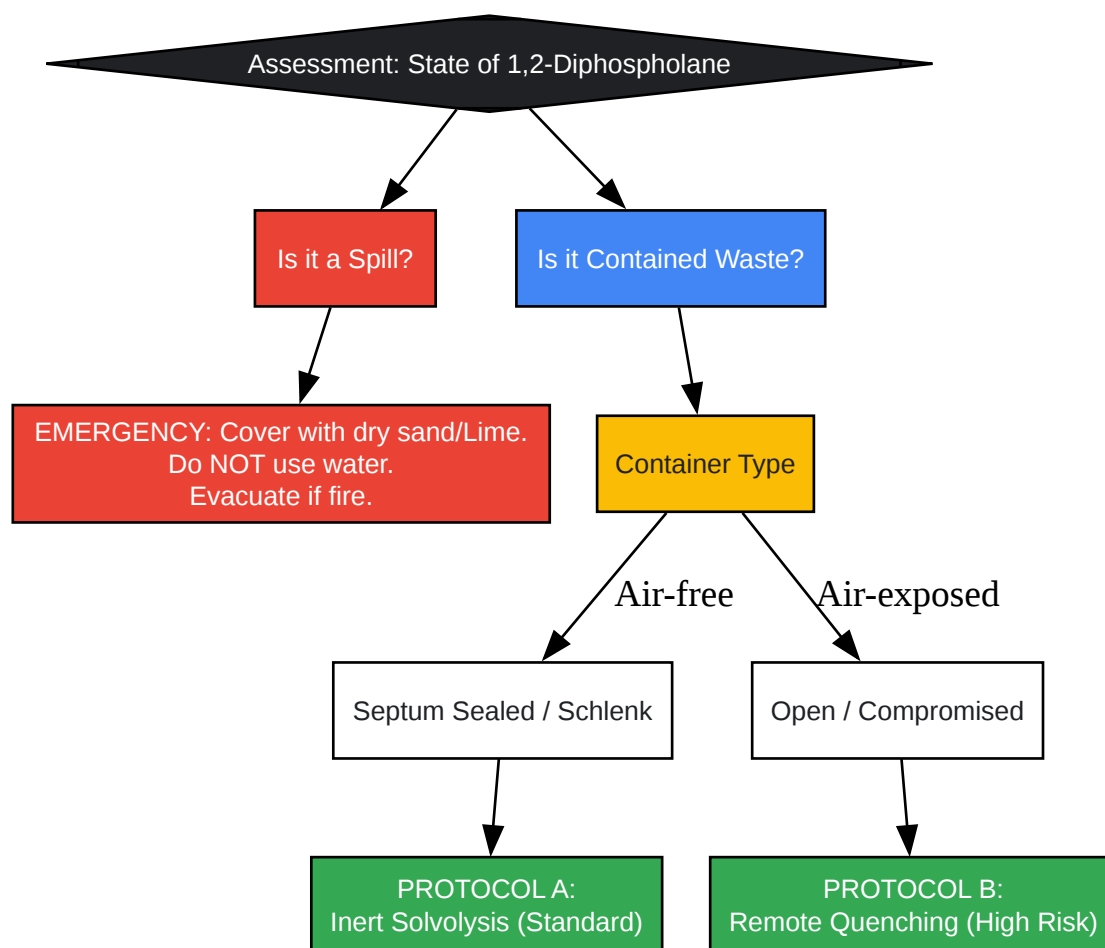 Assessment: State of 1,2-Diphospholane
Is it a Spill?
Is it Contained Waste?
EMERGENCY: Cover with dry sand/Lime.
Do NOT use water.
Evacuate if fire.
Container Type
Air-free
Air-exposed
Septum Sealed / Schlenk
Open / Compromised
PROTOCOL A:
Inert Solvolysis (Standard)
PROTOCOL B:
Remote Quenching (High Risk)